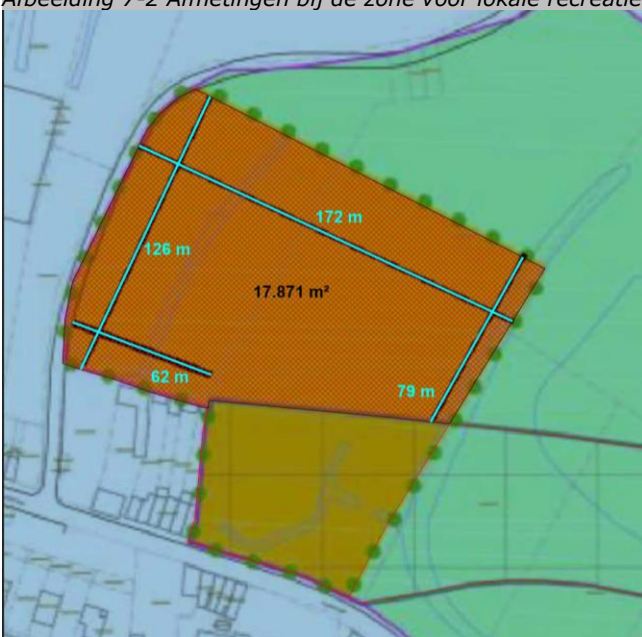 Afbeelding 7-2 Afmetingen bij de zone voor lokale recreatie
172 m
126 m
17.871 m²
62 m
79 m